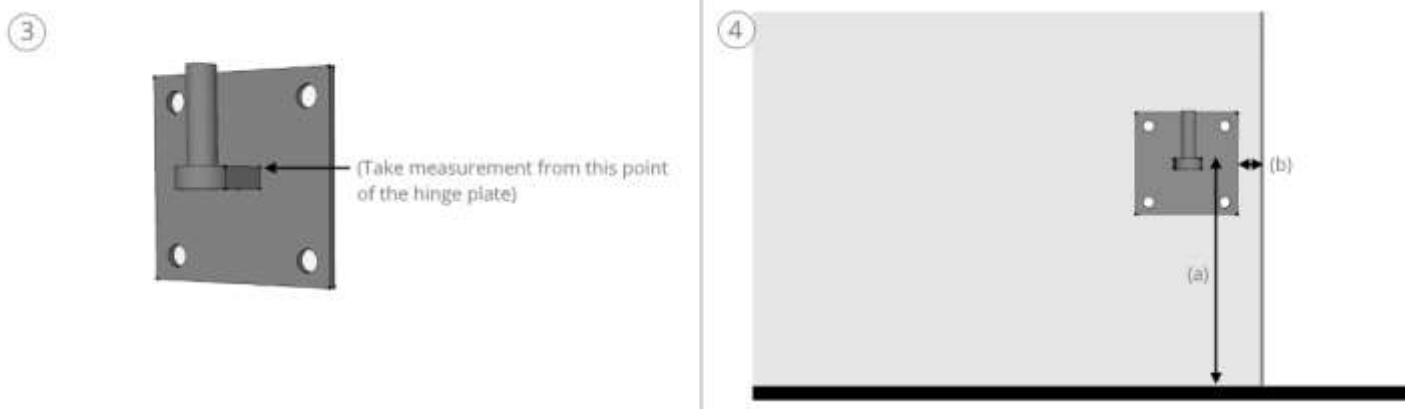 3
(Take measurement from this point
of the hinge plate)
4
(b)
(a)